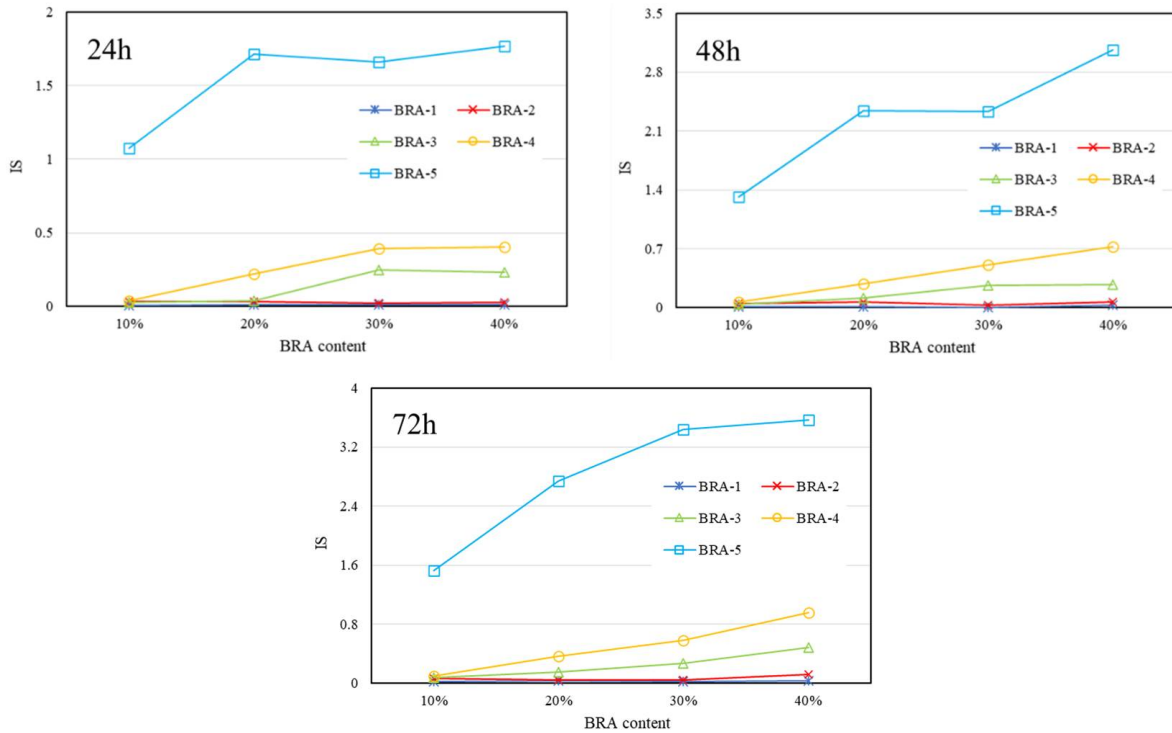 24h
2
1.5
1
0.5
0
IS
10% 20% 30% 40%
BRA content
BRA-1 BRA-2
BRA-3 BRA-4
BRA-5
48h
3.5
2.8
2.1
1.4
0.7
0
IS
10% 20% 30% 40%
BRA content
BRA-1 BRA-2
BRA-3 BRA-4
BRA-5
72h
4
3.2
2.4
1.6
0.8
0
IS
10% 20% 30% 40%
BRA content
BRA-1 BRA-2
BRA-3 BRA-4
BRA-5